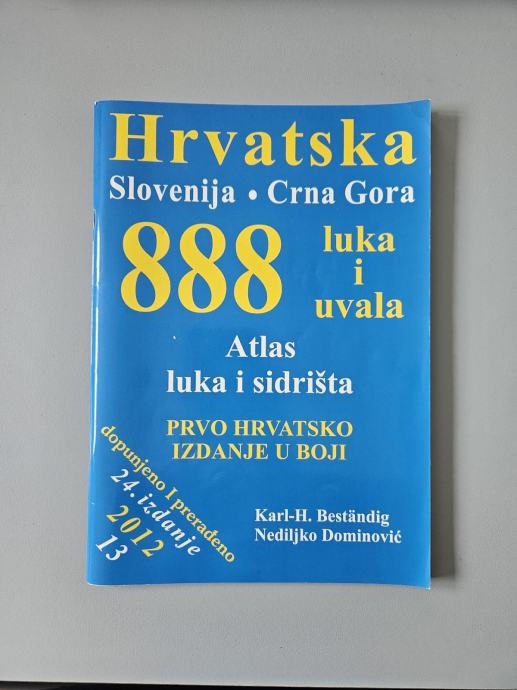 Hrvatska
Slovenija • Crna Gora
888
luka
i
uvala
Atlas
luka i sidrišta
PRVO HRVATSKO
IZDANJE U BOJI
dopunjeno I prerađeno
24. izdanje
2012
13
Karl-H. Beständig
Nediljko Dominović